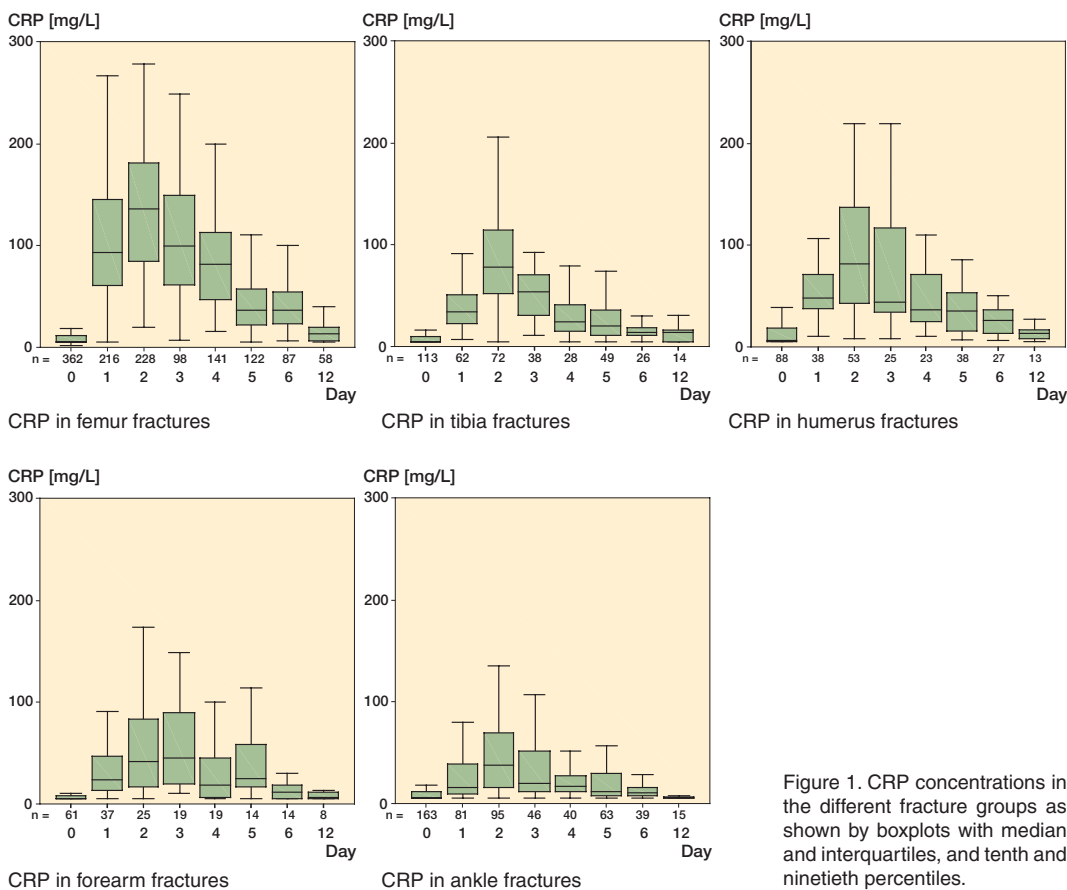 CRP [mg/L]
300
200
100
0
n = 362 216 228 98 141 122 87 58
0 1 2 3 4 5 6 12
Day
CRP in femur fractures
CRP [mg/L]
300
200
100
0
n = 113 62 72 38 28 49 26 14
0 1 2 3 4 5 6 12
Day
CRP in tibia fractures
CRP [mg/L]
300
200
100
0
n = 88 38 53 25 23 38 27 13
0 1 2 3 4 5 6 12
Day
CRP in humerus fractures
CRP [mg/L]
300
200
100
0
n = 61 37 25 19 19 14 14 8
0 1 2 3 4 5 6 12
Day
CRP in forearm fractures
CRP [mg/L]
300
200
100
0
n = 163 81 95 46 40 63 39 15
0 1 2 3 4 5 6 12
Day
CRP in ankle fractures
Figure 1. CRP concentrations in
the different fracture groups as
shown by boxplots with median
and interquartiles, and tenth and
ninetieth percentiles.